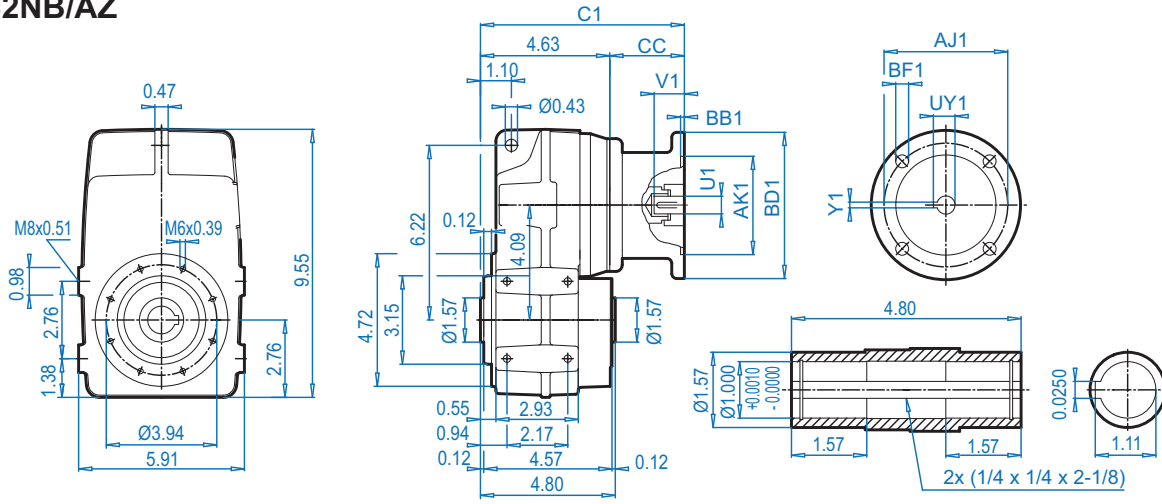 2NB/AZ
0.47
M8x0.51
M6x0.39
0.98
2.76
1.38
9.55
2.76
Ø3.94
5.91
C1
4.63
CC
1.10
V1
Ø0.43
BB1
U1
AK1
BD1
6.22
0.12
4.09
4.72
3.15
Ø1.57
Ø1.57
0.55
2.93
0.94
2.17
0.12
4.57
0.12
4.80
AJ1
BF1
UY1
Y1
4.80
Ø1.57
Ø1.000
+0.0010
- 0.0000
1.57
1.57
2x (1/4 x 1/4 x 2-1/8)
0.0250
1.11